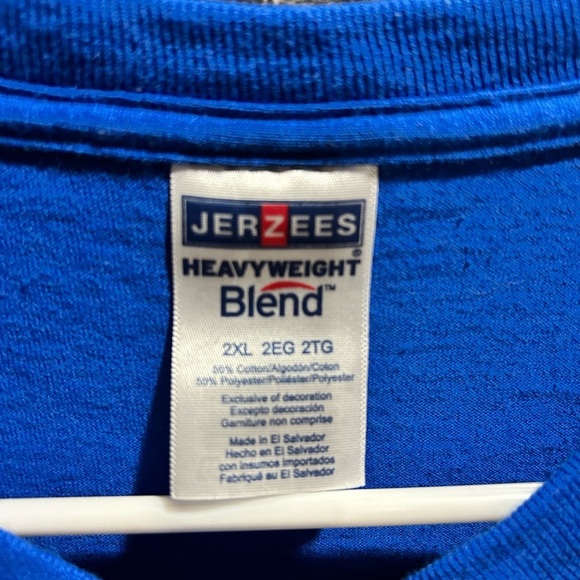 JERZEES
HEAVYWEIGHT®
Blend™
2XL 2EG 2TG
50% Cotton/Algodón/Coton
50% Polyester/Poliéster/Polyester
Exclusive of decoration
Excepto decoración
Garniture non comprise
Made in El Salvador
Hecho en El Salvador
con insumos importados
Fabriqué au El Salvador